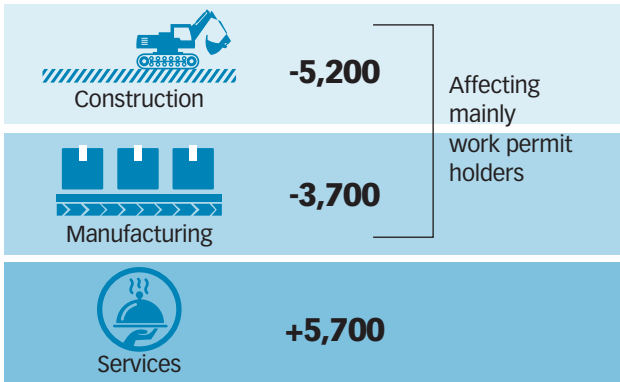 Construction
-5,200
Manufacturing
-3,700
Affecting
mainly
work permit
holders
Services
+5,700